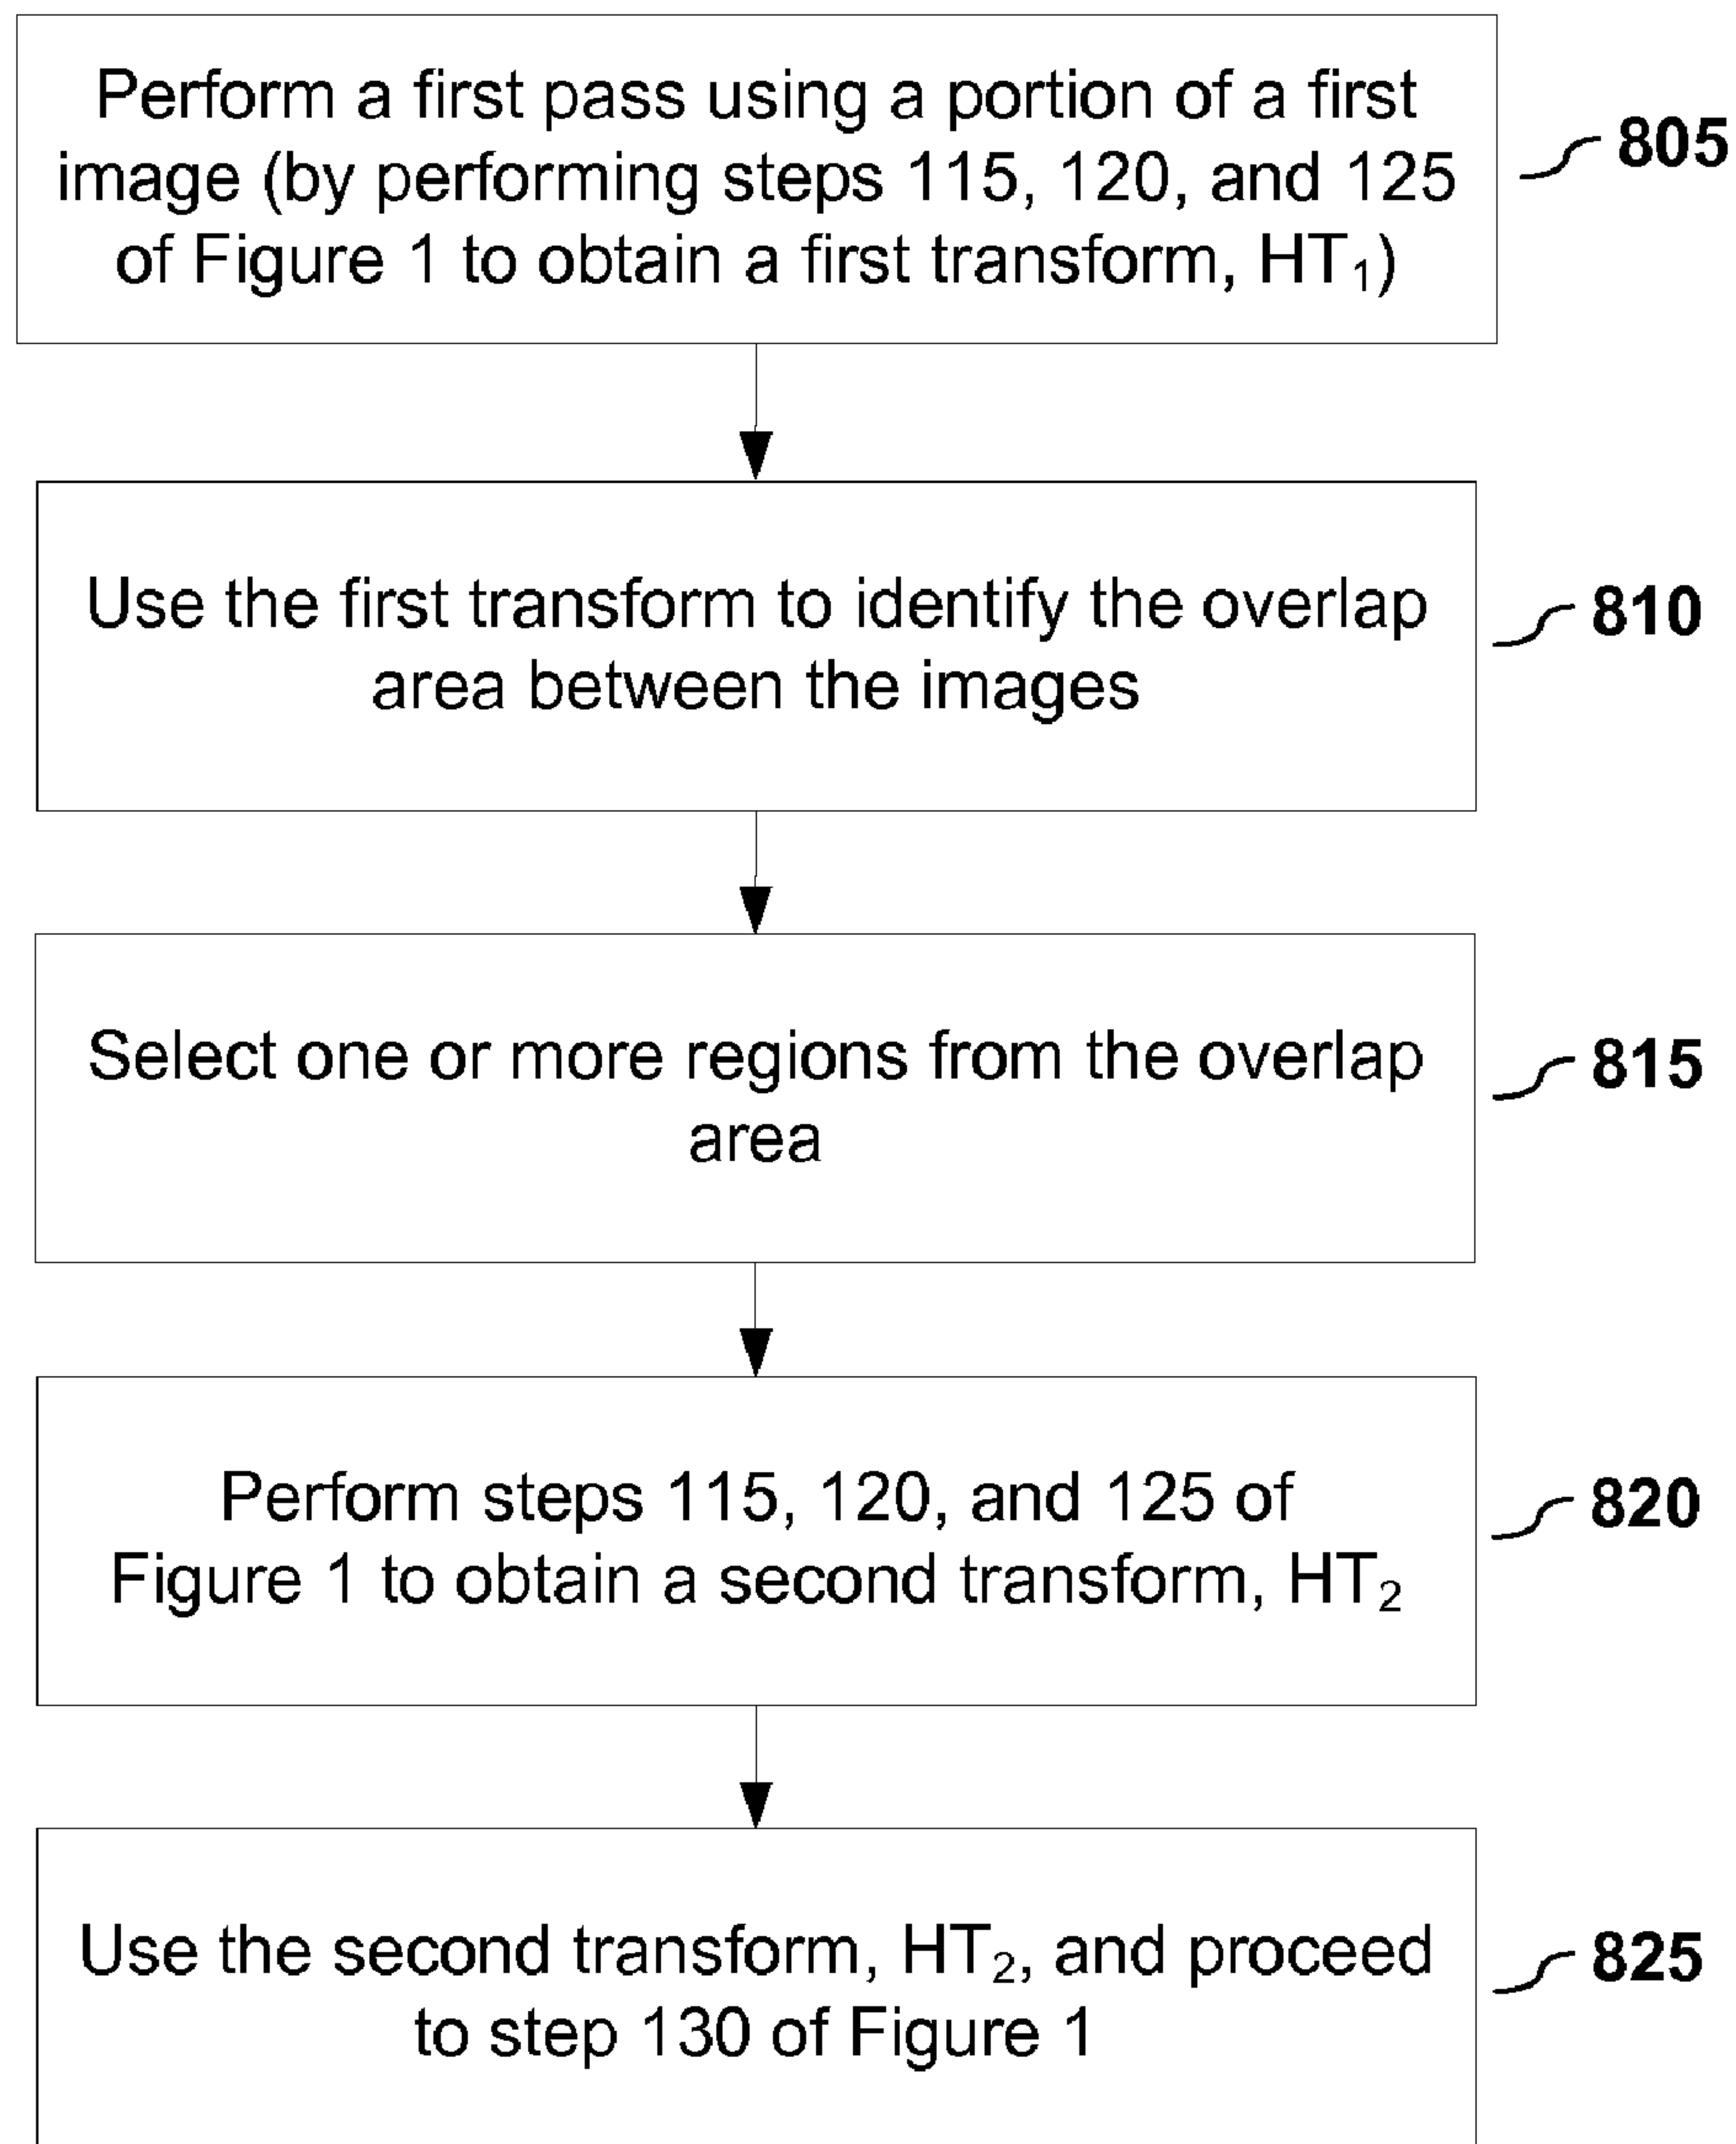 Perform a first pass using a portion of a first
image (by performing steps 115, 120, and 125
of Figure 1 to obtain a first transform, HT₁)
805
Use the first transform to identify the overlap
area between the images
810
Select one or more regions from the overlap
area
815
Perform steps 115, 120, and 125 of
Figure 1 to obtain a second transform, HT₂
820
Use the second transform, HT₂, and proceed
to step 130 of Figure 1
825